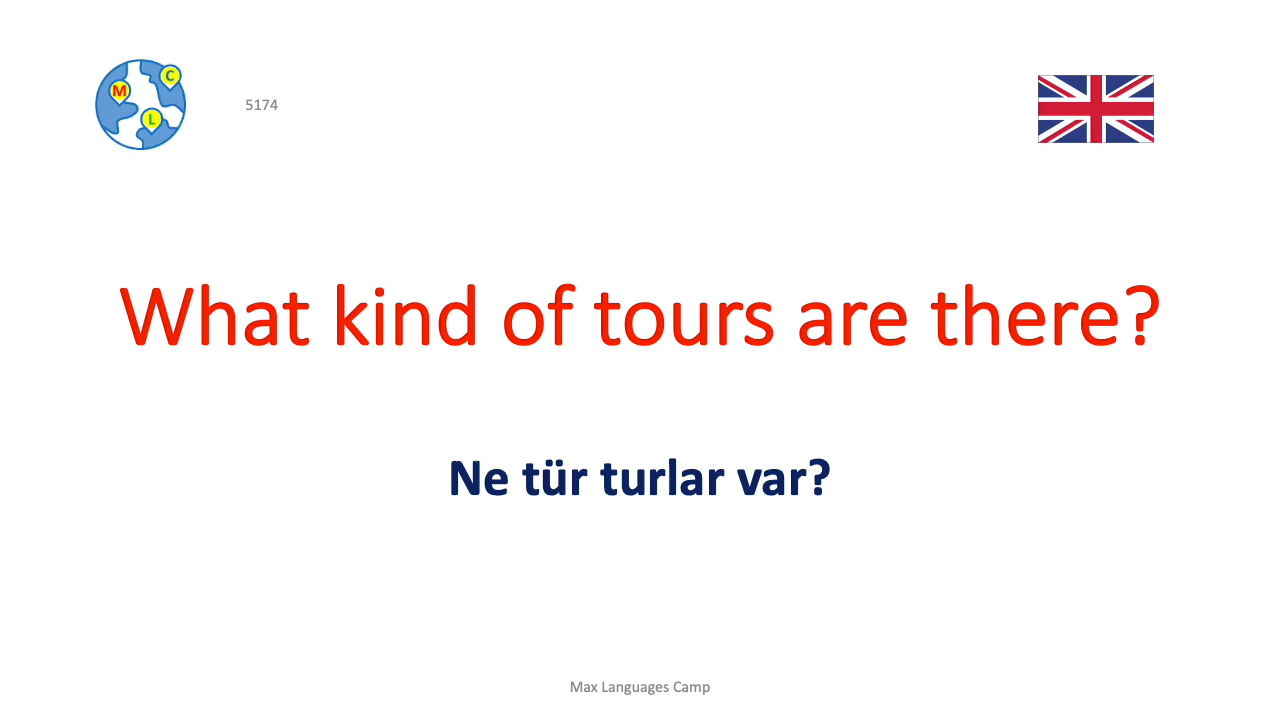 C
M
L
5174
What kind of tours are there?
Ne tür turlar var?
Max Languages Camp